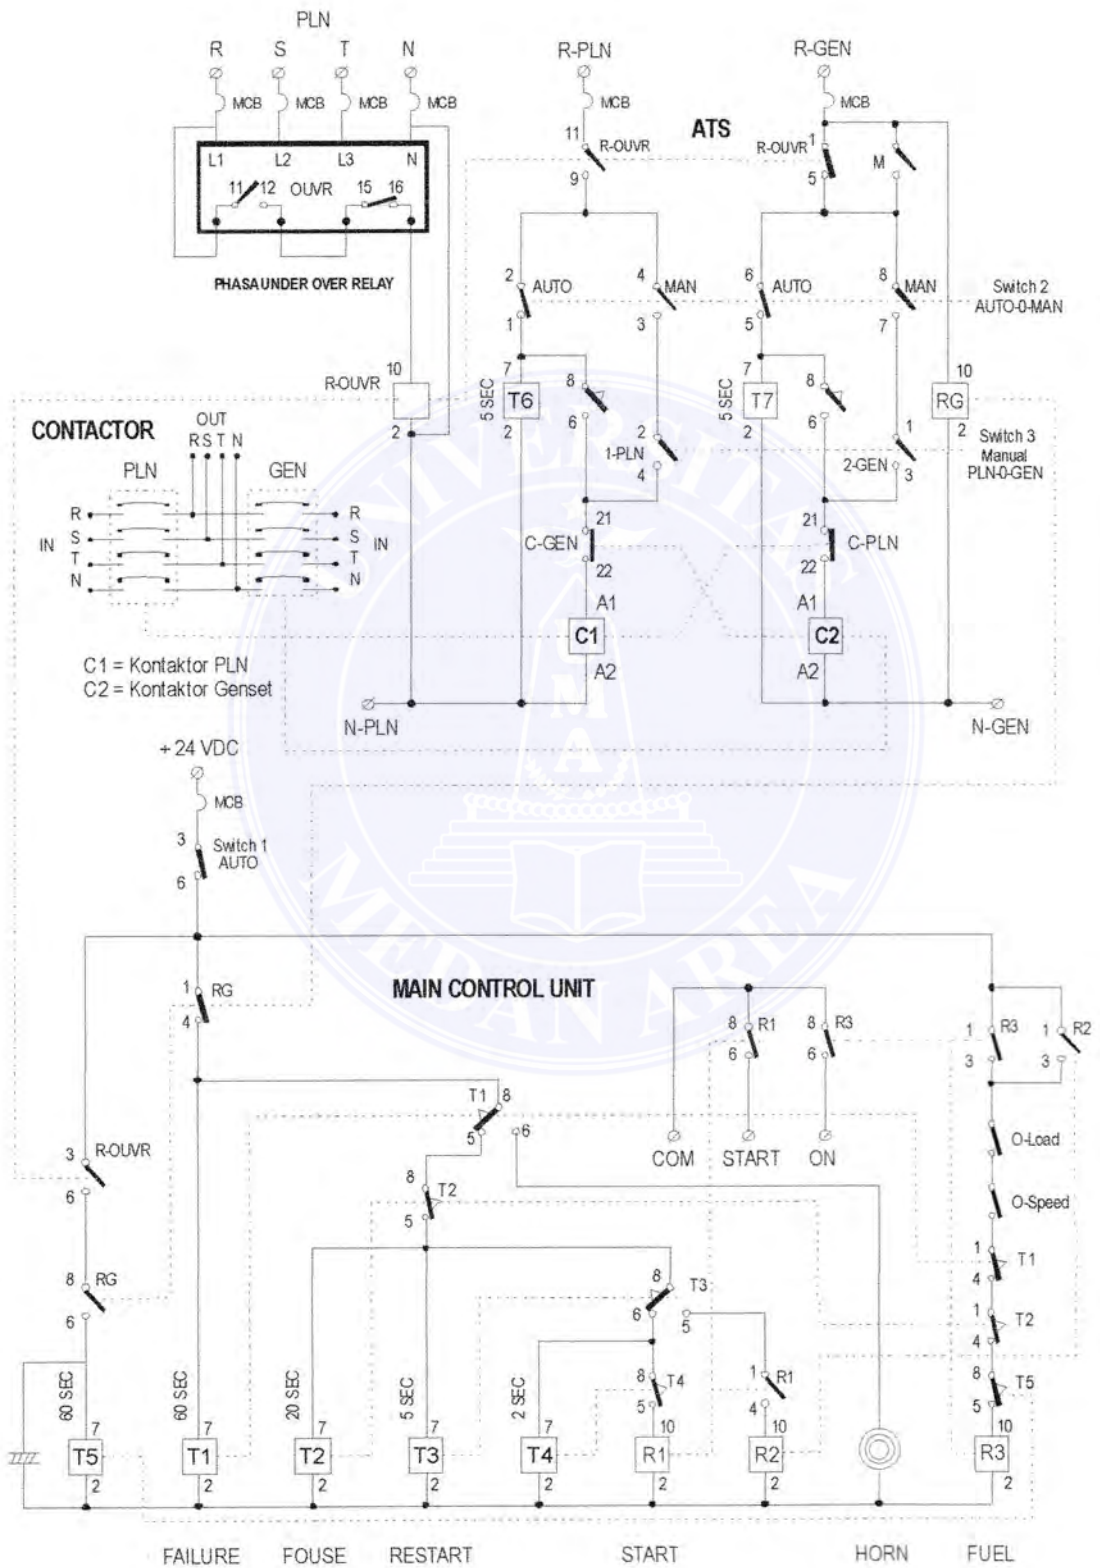 PLN
R S T N
MCB MCB MCB MCB
L1 L2 L3 N
11 12 OUVR 15 16
PHASAUNDER OVER RELAY
R-PLN
MCB
11 R-OUVR
9
ATS
R-GEN
MCB
R-OUVR 1
5
M
2 AUTO
1
4 MAN
3
6 AUTO
5
8 MAN
7
Switch 2
AUTO-0-MAN
R-OUVR 10
2
5 SEC
7
T6
2
8
6
2
1-PLN
4
5 SEC
7
T7
2
8
6
1
2-GEN
3
10
RG
2
Switch 3
Manual
PLN-0-GEN
CONTACTOR
OUT
R S T N
PLN GEN
R R
IN S S IN
T T
N N
21
C-GEN
22
A1
C1
A2
21
C-PLN
22
A1
C2
A2
C1 = Kontaktor PLN
C2 = Kontaktor Genset
N-PLN
N-GEN
UNIVERSITAS
MEDAN AREA
U
M
A
+ 24 VDC
MCB
3 Switch 1
AUTO
6
MAIN CONTROL UNIT
1 RG
4
T1 8
5 6
8 R1
6
8 R3
6
1 R3
3
1 R2
3
COM START ON
O-Load
O-Speed
3 R-OUVR
6
8 RG
6
8 T2
5
8 T3
6 5
1 T1
4
1 T2
4
8 T5
5
8 T4
5
1 R1
4
60 SEC 60 SEC 20 SEC 5 SEC 2 SEC
7 7 7 7 7 10 10 10
T5 T1 T2 T3 T4 R1 R2 R3
2 2 2 2 2 2 2 2
FAILURE FOUSE RESTART START HORN FUEL